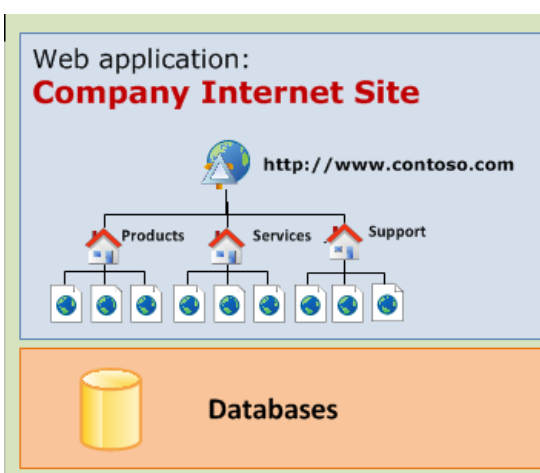 Web application:
Company Internet Site
http://www.contoso.com
Products
Services
Support
Databases